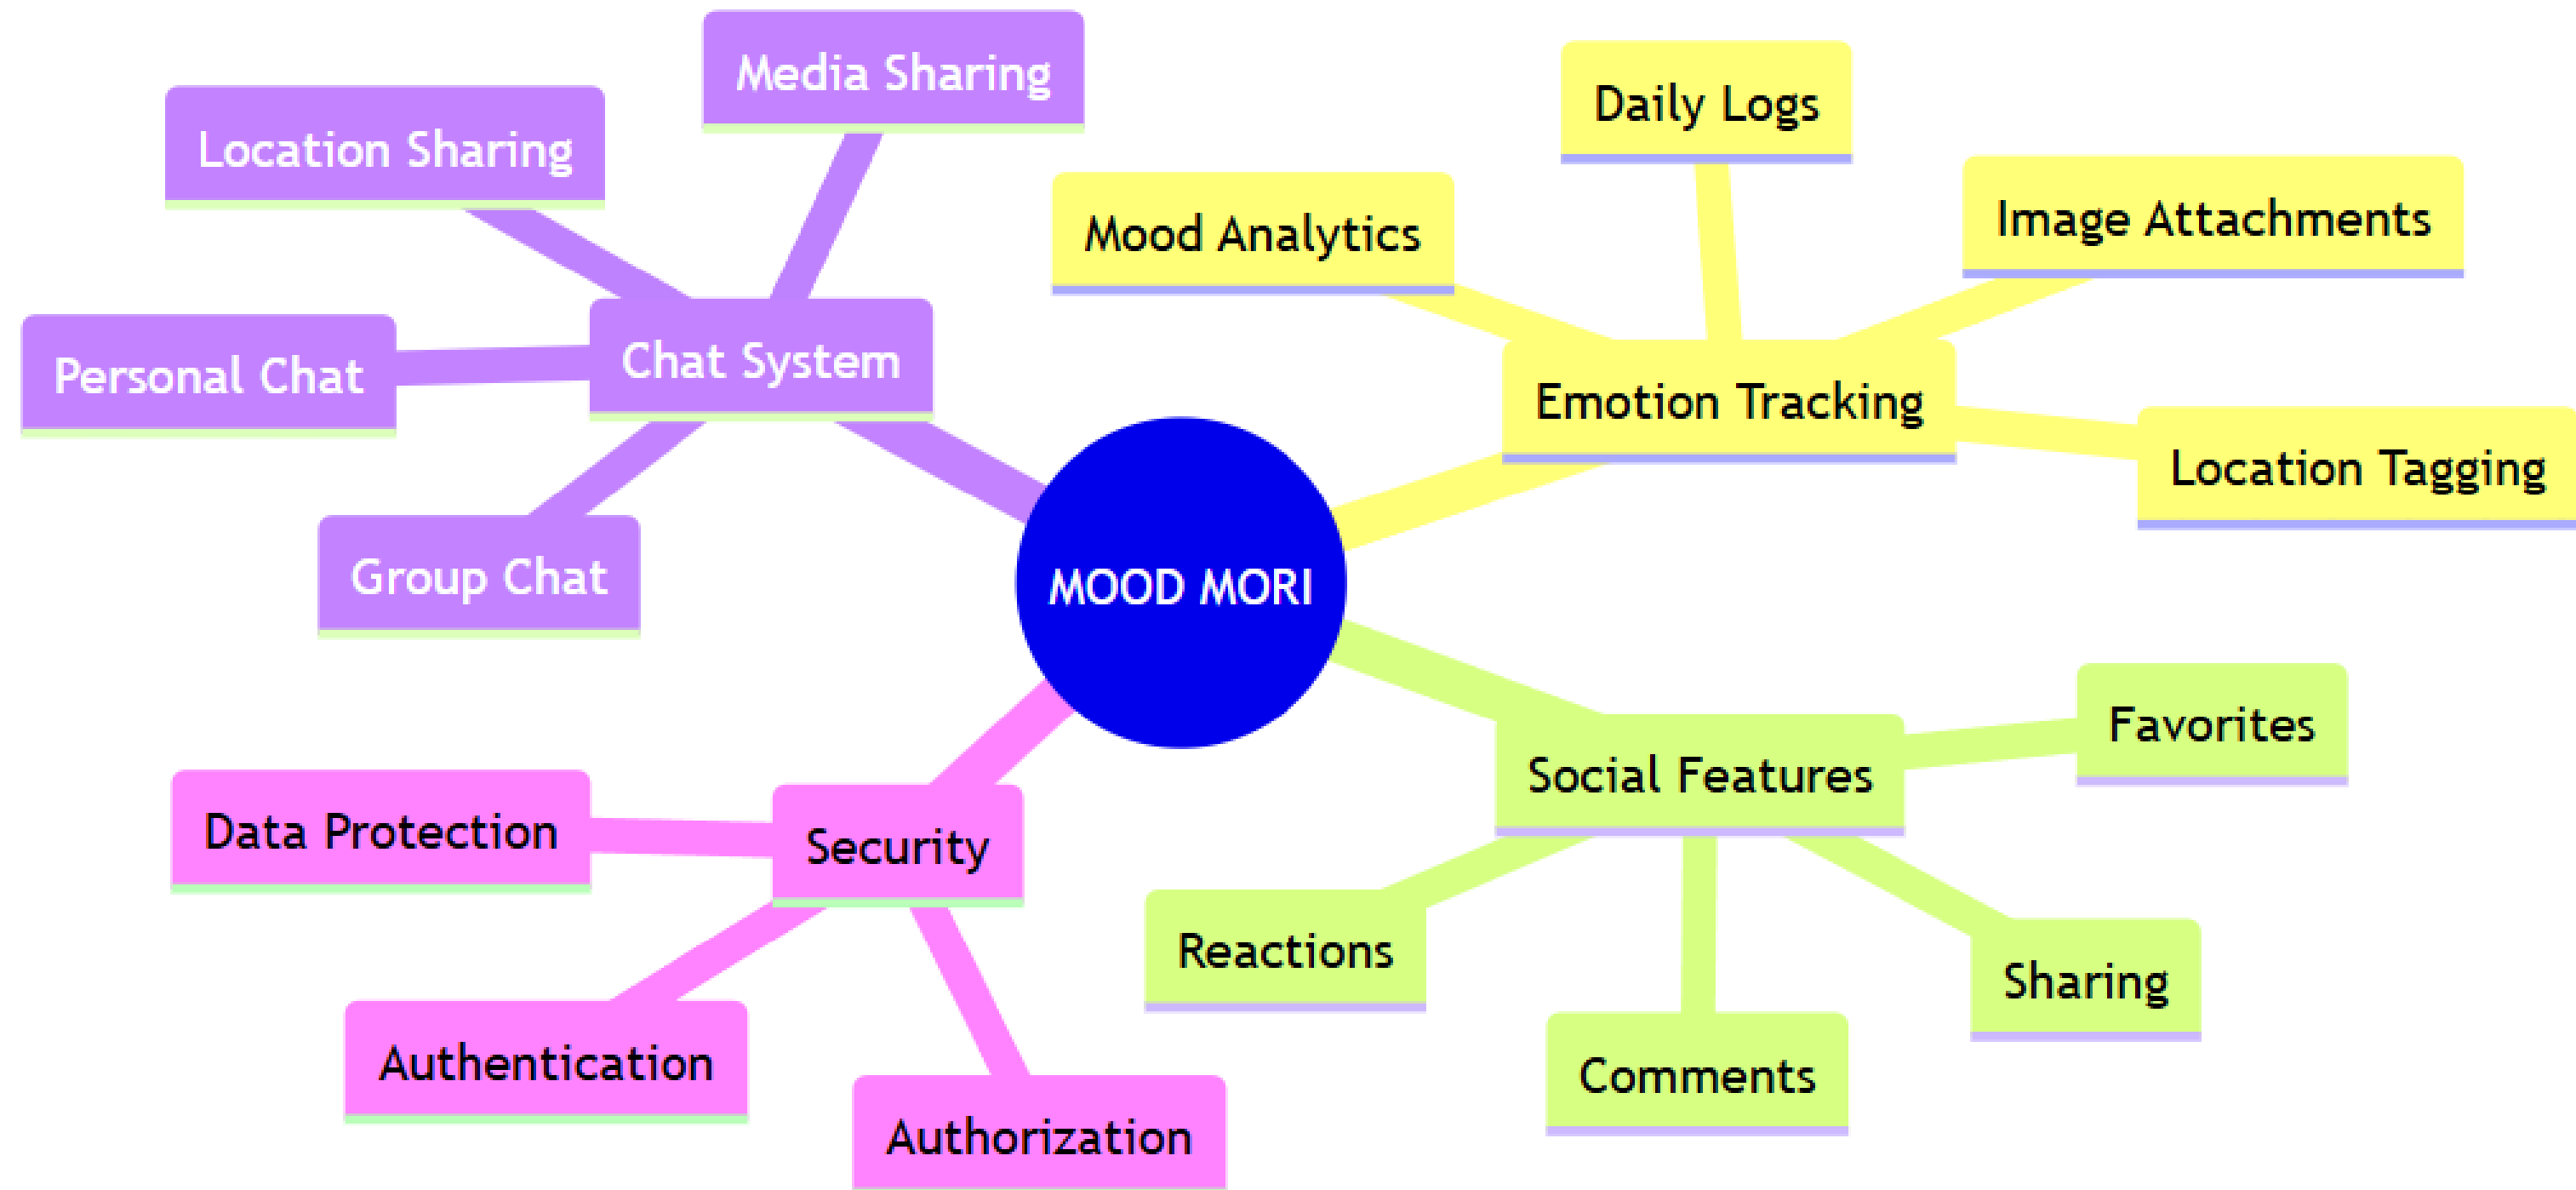 Media Sharing
Location Sharing
Personal Chat
Chat System
Group Chat
Daily Logs
Mood Analytics
Image Attachments
Emotion Tracking
Location Tagging
MOOD MORI
Data Protection
Security
Authentication
Authorization
Favorites
Social Features
Reactions
Sharing
Comments